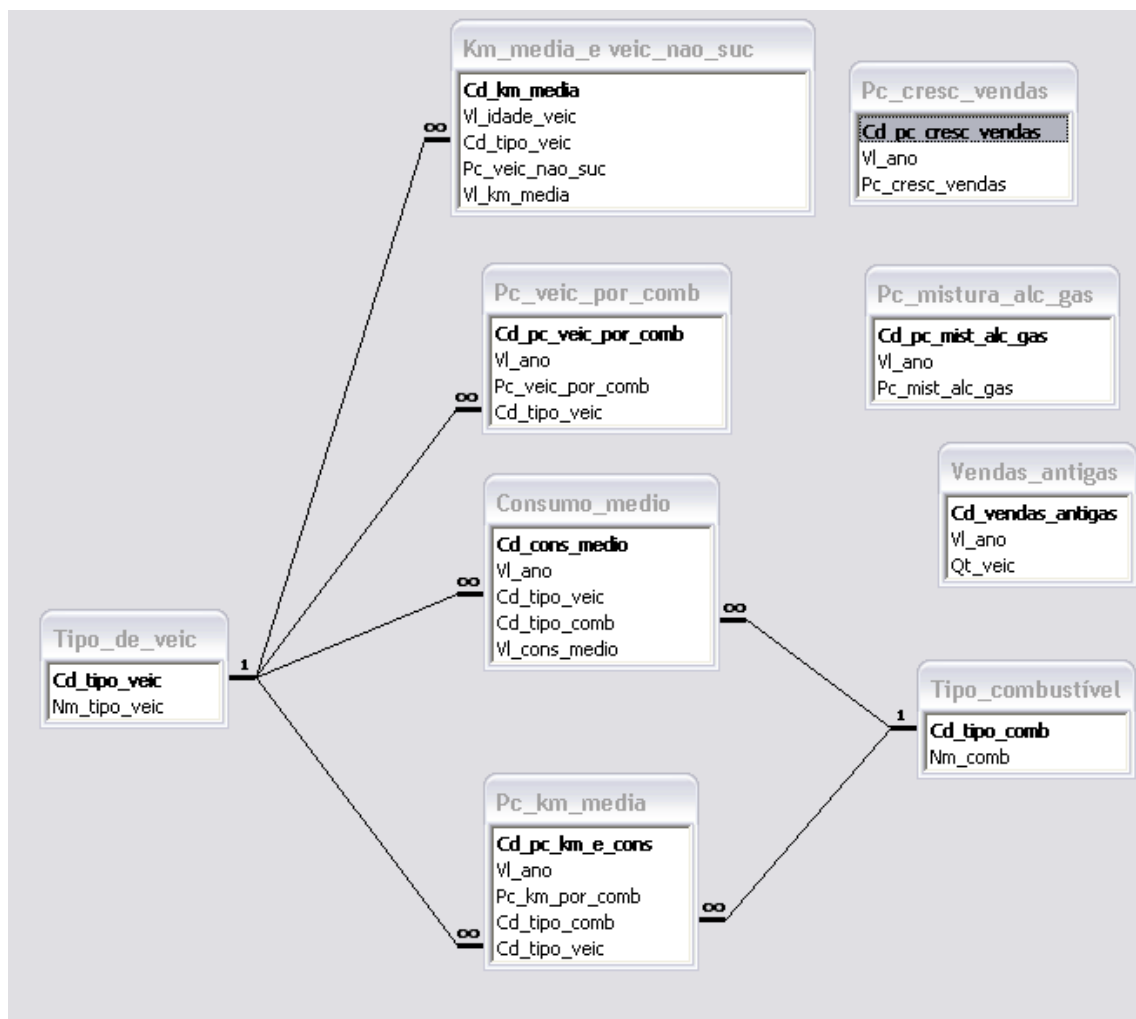 Km_media_e veic_nao_suc
Cd_km_media
Vl_idade_veic
Cd_tipo_veic
Pc_veic_nao_suc
Vl_km_media
Pc_cresc_vendas
Cd_pc_cresc_vendas
Vl_ano
Pc_cresc_vendas
Pc_veic_por_comb
Cd_pc_veic_por_comb
Vl_ano
Pc_veic_por_comb
Cd_tipo_veic
Pc_mistura_alc_gas
Cd_pc_mist_alc_gas
Vl_ano
Pc_mist_alc_gas
Consumo_medio
Cd_cons_medio
Vl_ano
Cd_tipo_veic
Cd_tipo_comb
Vl_cons_medio
Vendas_antigas
Cd_vendas_antigas
Vl_ano
Qt_veic
Tipo_de_veic
Cd_tipo_veic
Nm_tipo_veic
Tipo_combustível
Cd_tipo_comb
Nm_comb
Pc_km_media
Cd_pc_km_e_cons
Vl_ano
Pc_km_por_comb
Cd_tipo_comb
Cd_tipo_veic
∞
∞
∞
∞
1
∞
1
∞